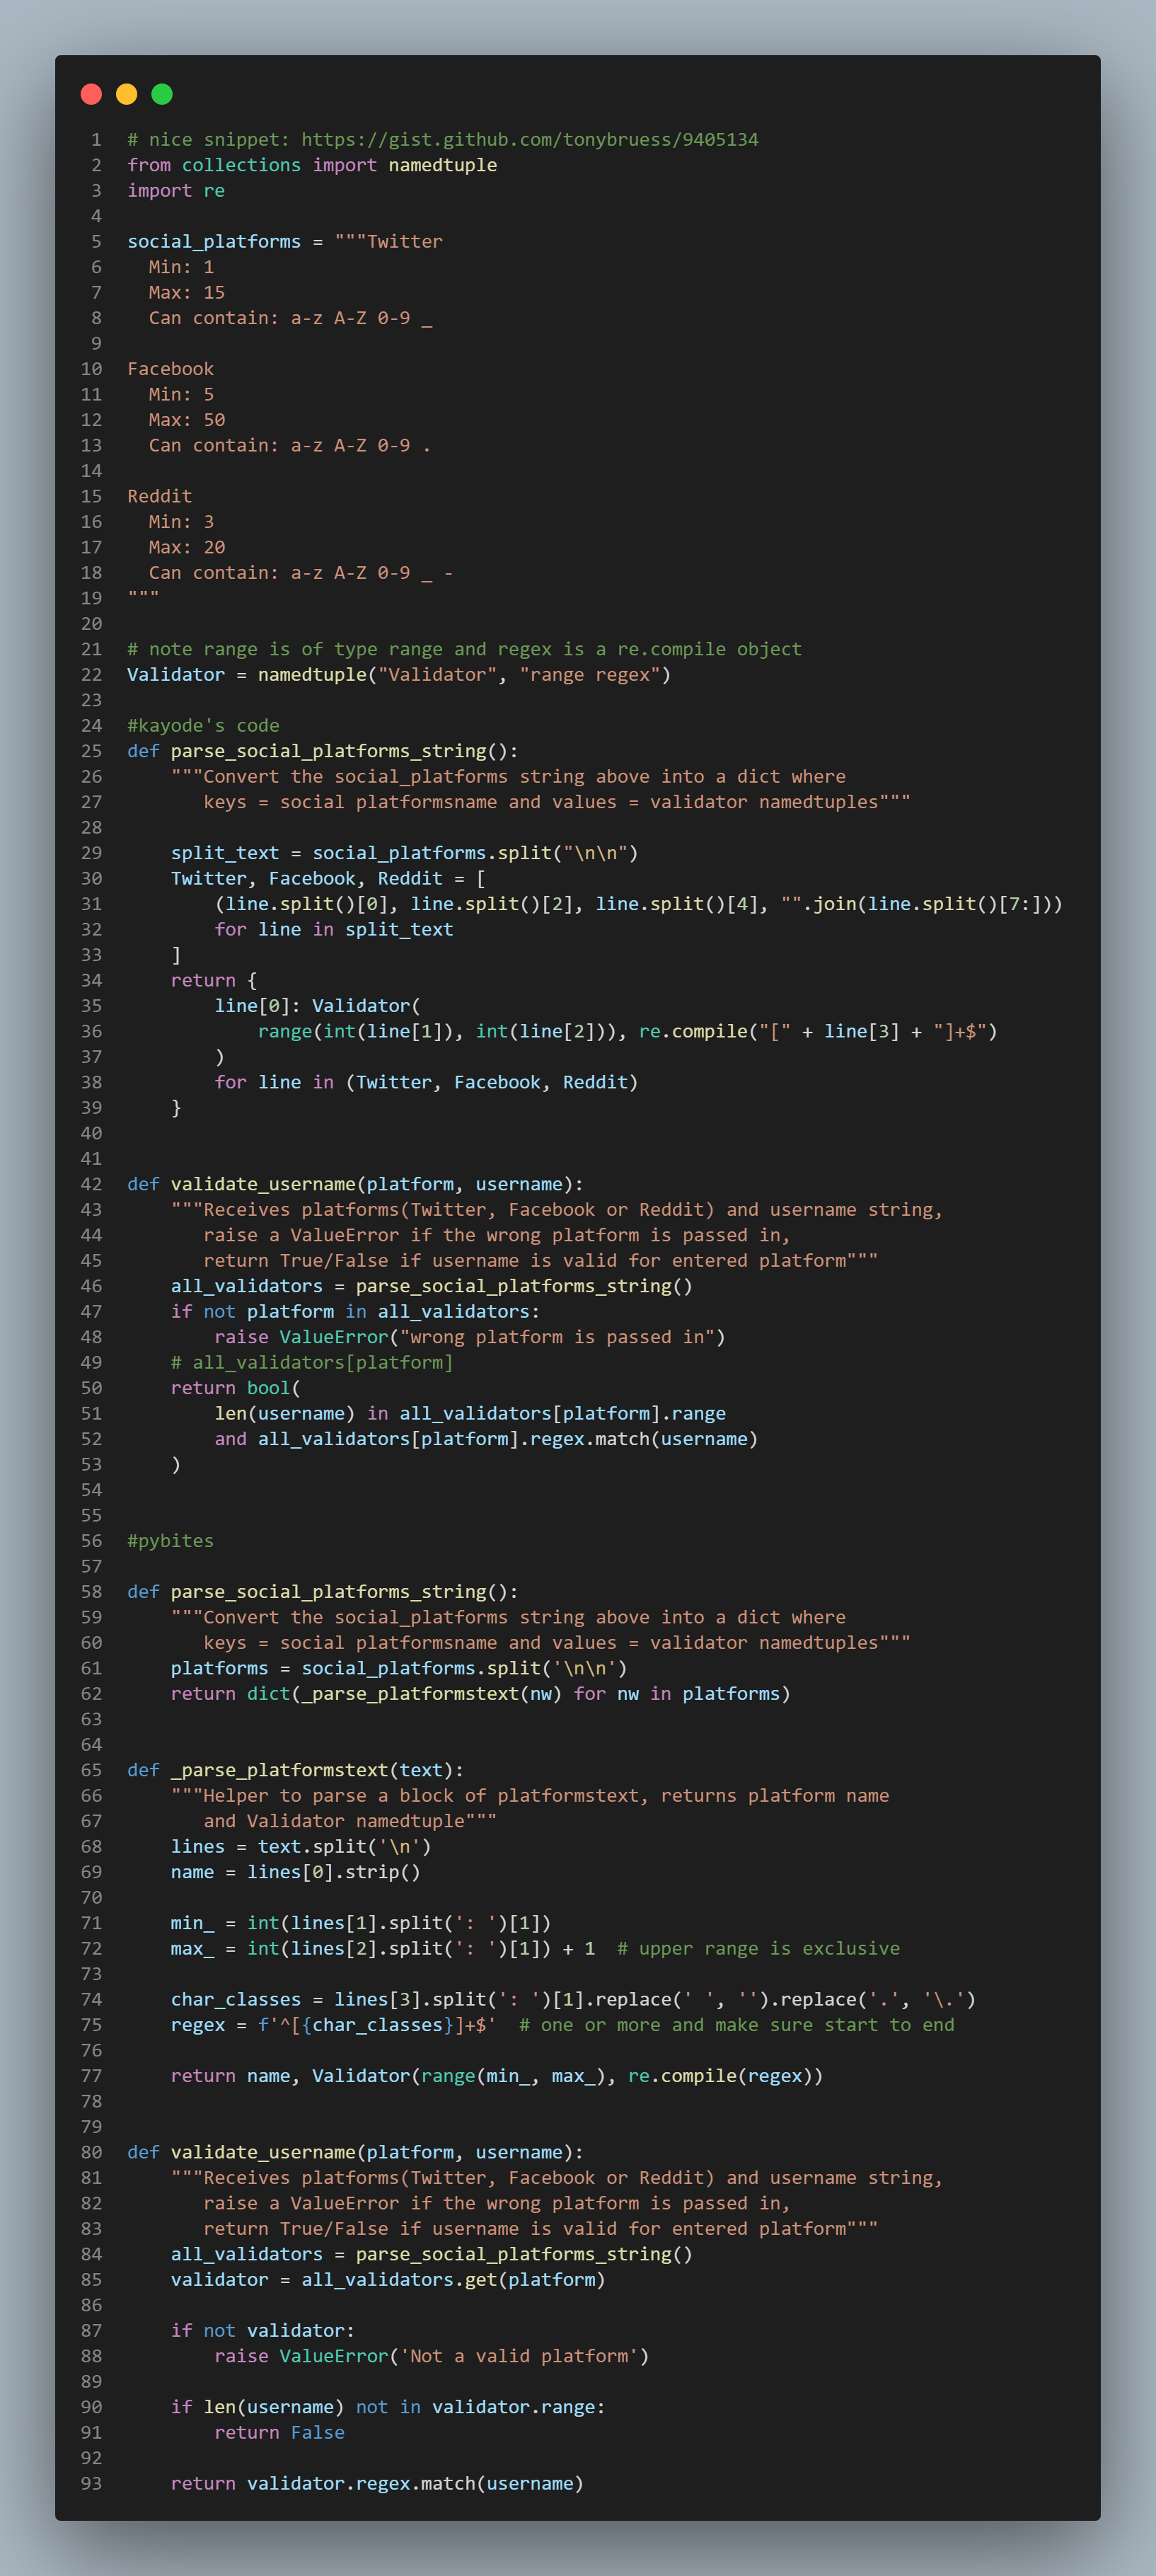 1 # nice snippet: https://gist.github.com/tonybruess/9405134
2 from collections import namedtuple
3 import re
4
5 social_platforms = """Twitter
6   Min: 1
7   Max: 15
8   Can contain: a-z A-Z 0-9 _
9
10 Facebook
11   Min: 5
12   Max: 50
13   Can contain: a-z A-Z 0-9 .
14
15 Reddit
16   Min: 3
17   Max: 20
18   Can contain: a-z A-Z 0-9 _ -
19 """
20
21 # note range is of type range and regex is a re.compile object
22 Validator = namedtuple("Validator", "range regex")
23
24 #kayode's code
25 def parse_social_platforms_string():
26     """Convert the social_platforms string above into a dict where
27        keys = social platformsname and values = validator namedtuples"""
28
29     split_text = social_platforms.split("\n\n")
30     Twitter, Facebook, Reddit = [
31         (line.split()[0], line.split()[2], line.split()[4], "".join(line.split()[7:]))
32         for line in split_text
33     ]
34     return {
35         line[0]: Validator(
36             range(int(line[1]), int(line[2])), re.compile("[" + line[3] + "]+$")
37         )
38         for line in (Twitter, Facebook, Reddit)
39     }
40
41
42 def validate_username(platform, username):
43     """Receives platforms(Twitter, Facebook or Reddit) and username string,
44        raise a ValueError if the wrong platform is passed in,
45        return True/False if username is valid for entered platform"""
46     all_validators = parse_social_platforms_string()
47     if not platform in all_validators:
48         raise ValueError("wrong platform is passed in")
49     # all_validators[platform]
50     return bool(
51         len(username) in all_validators[platform].range
52         and all_validators[platform].regex.match(username)
53     )
54
55
56 #pybites
57
58 def parse_social_platforms_string():
59     """Convert the social_platforms string above into a dict where
60        keys = social platformsname and values = validator namedtuples"""
61     platforms = social_platforms.split('\n\n')
62     return dict(_parse_platformstext(nw) for nw in platforms)
63
64
65 def _parse_platformstext(text):
66     """Helper to parse a block of platformstext, returns platform name
67        and Validator namedtuple"""
68     lines = text.split('\n')
69     name = lines[0].strip()
70
71     min_ = int(lines[1].split(': ')[1])
72     max_ = int(lines[2].split(': ')[1]) + 1  # upper range is exclusive
73
74     char_classes = lines[3].split(': ')[1].replace(' ', '').replace('.', '\.')
75     regex = f'^[{char_classes}]+$'  # one or more and make sure start to end
76
77     return name, Validator(range(min_, max_), re.compile(regex))
78
79
80 def validate_username(platform, username):
81     """Receives platforms(Twitter, Facebook or Reddit) and username string,
82        raise a ValueError if the wrong platform is passed in,
83        return True/False if username is valid for entered platform"""
84     all_validators = parse_social_platforms_string()
85     validator = all_validators.get(platform)
86
87     if not validator:
88         raise ValueError('Not a valid platform')
89
90     if len(username) not in validator.range:
91         return False
92
93     return validator.regex.match(username)